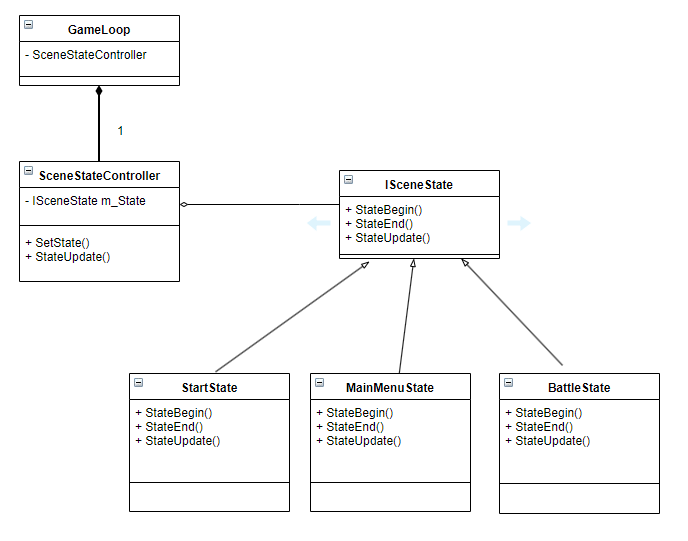 GameLoop
- SceneStateController
1
SceneStateController
- ISceneState m_State
+ SetState()
+ StateUpdate()
ISceneState
+ StateBegin()
+ StateEnd()
+ StateUpdate()
StartState
+ StateBegin()
+ StateEnd()
+ StateUpdate()
MainMenuState
+ StateBegin()
+ StateEnd()
+ StateUpdate()
BattleState
+ StateBegin()
+ StateEnd()
+ StateUpdate()